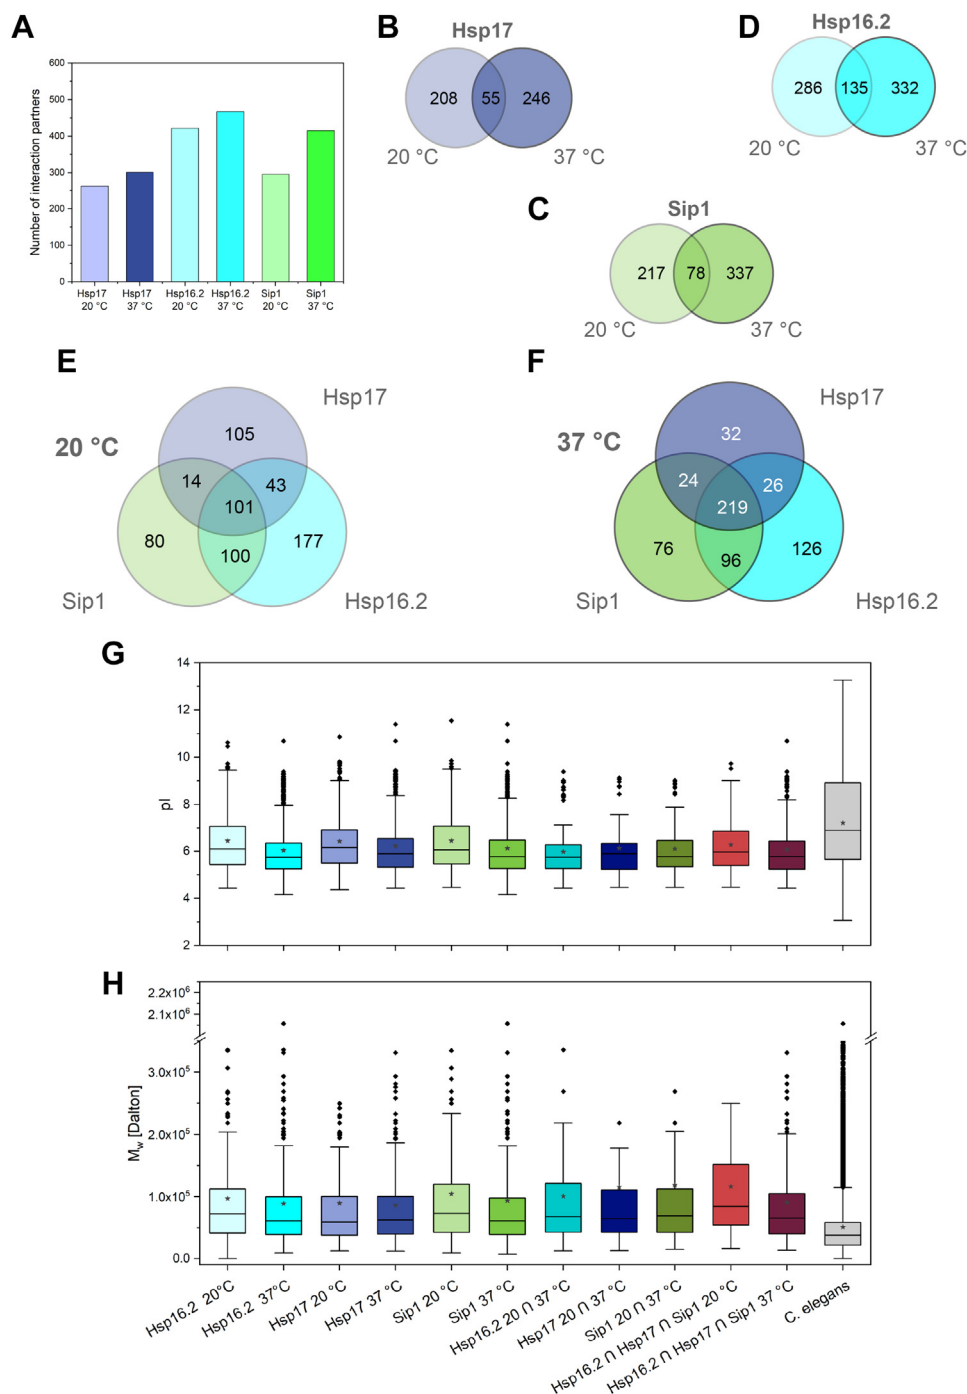 A
Number of interaction partners
600
500
400
300
200
100
0
Hsp17
20 °C
Hsp17
37 °C
Hsp16.2
20 °C
Hsp16.2
37 °C
Sip1
20 °C
Sip1
37 °C
B
Hsp17
208
55
246
20 °C
37 °C
D
Hsp16.2
286
135
332
20 °C
37 °C
C
Sip1
217
78
337
20 °C
37 °C
E
20 °C
Hsp17
105
14
43
101
80
100
177
Sip1
Hsp16.2
F
37 °C
Hsp17
32
24
26
219
76
96
126
Sip1
Hsp16.2
G
pI
14
12
10
8
6
4
2
H
Mw [Dalton]
2.2x10⁶
2.1x10⁶
3.0x10⁵
2.0x10⁵
1.0x10⁵
0.0
Hsp16.2 20°C
Hsp16.2 37°C
Hsp17 20 °C
Hsp17 37 °C
Sip1 20 °C
Sip1 37 °C
Hsp16.2 20 ∩ 37°C
Hsp17 20 ∩ 37°C
Sip1 20 ∩ 37°C
Hsp16.2 ∩ Hsp17 ∩ Sip1 20°C
Hsp16.2 ∩ Hsp17 ∩ Sip1 37°C
C. elegans